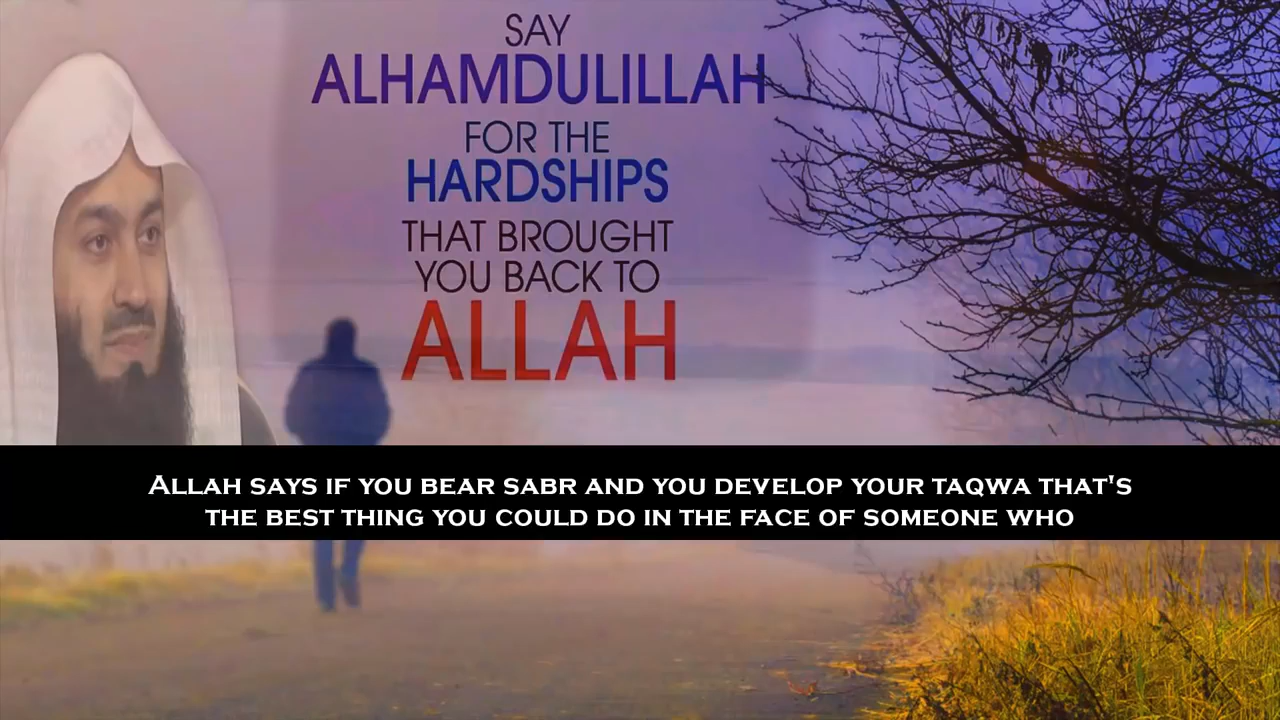 SAY
ALHAMDULILLAH
FOR THE
HARDSHIPS
THAT BROUGHT
YOU BACK TO
ALLAH
ALLAH SAYS IF YOU BEAR SABR AND YOU DEVELOP YOUR TAQWA THAT'S
THE BEST THING YOU COULD DO IN THE FACE OF SOMEONE WHO